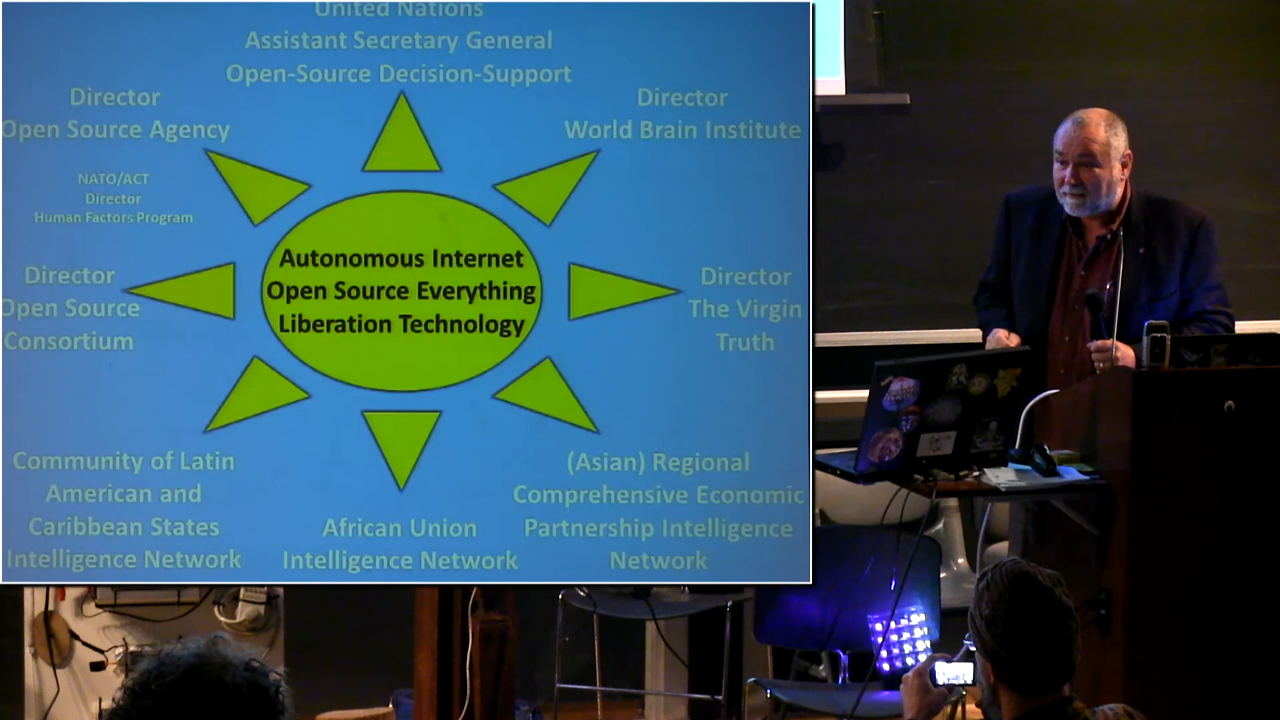 United Nations
Assistant Secretary General
Open-Source Decision-Support
Director
Open Source Agency
Director
World Brain Institute
NATO/ACT
Director
Human Factors Program
Director
Open Source
Consortium
Autonomous Internet
Open Source Everything
Liberation Technology
Director
The Virgin
Truth
Community of Latin
American and
Caribbean States
Intelligence Network
African Union
Intelligence Network
(Asian) Regional
Comprehensive Economic
Partnership Intelligence
Network